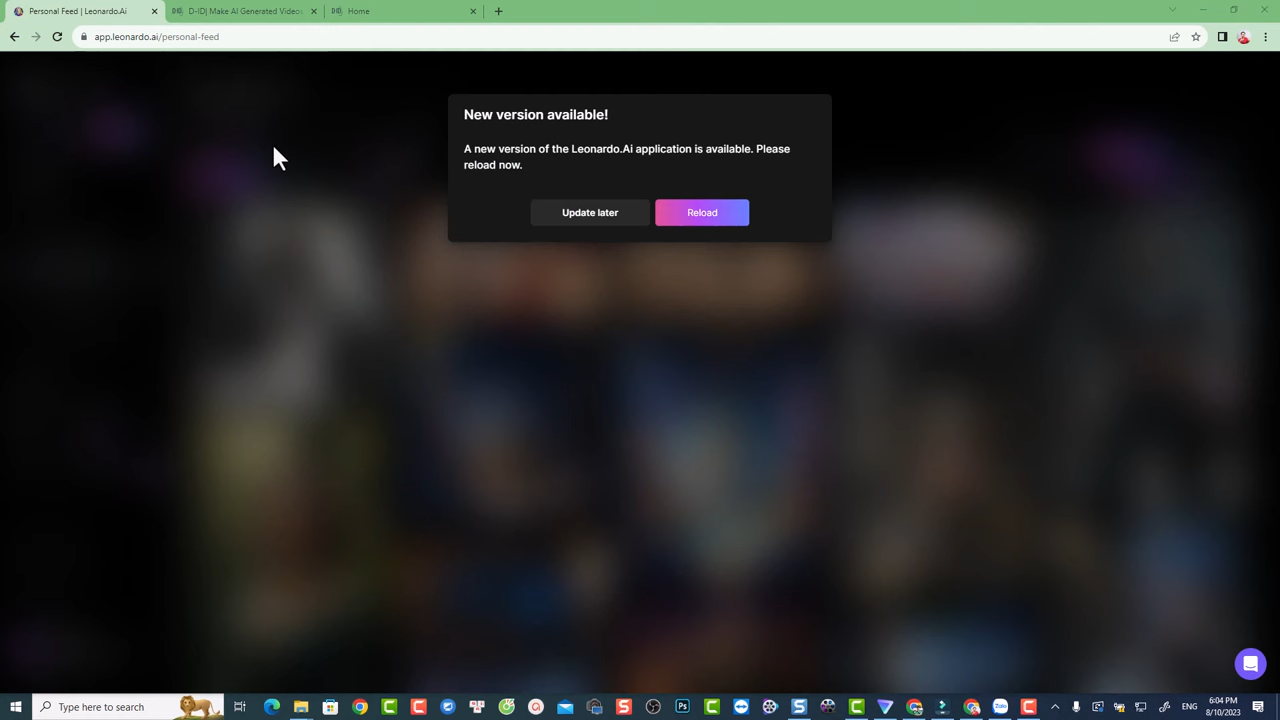 Personal Feed | Leonardo.Ai
D-ID| Make AI Generated Videos
Home
app.leonardo.ai/personal-feed
New version available!
A new version of the Leonardo.Ai application is available. Please
reload now.
Update later
Reload
Type here to search
Ps
Zalo
ENG
6:04 PM
8/10/2023